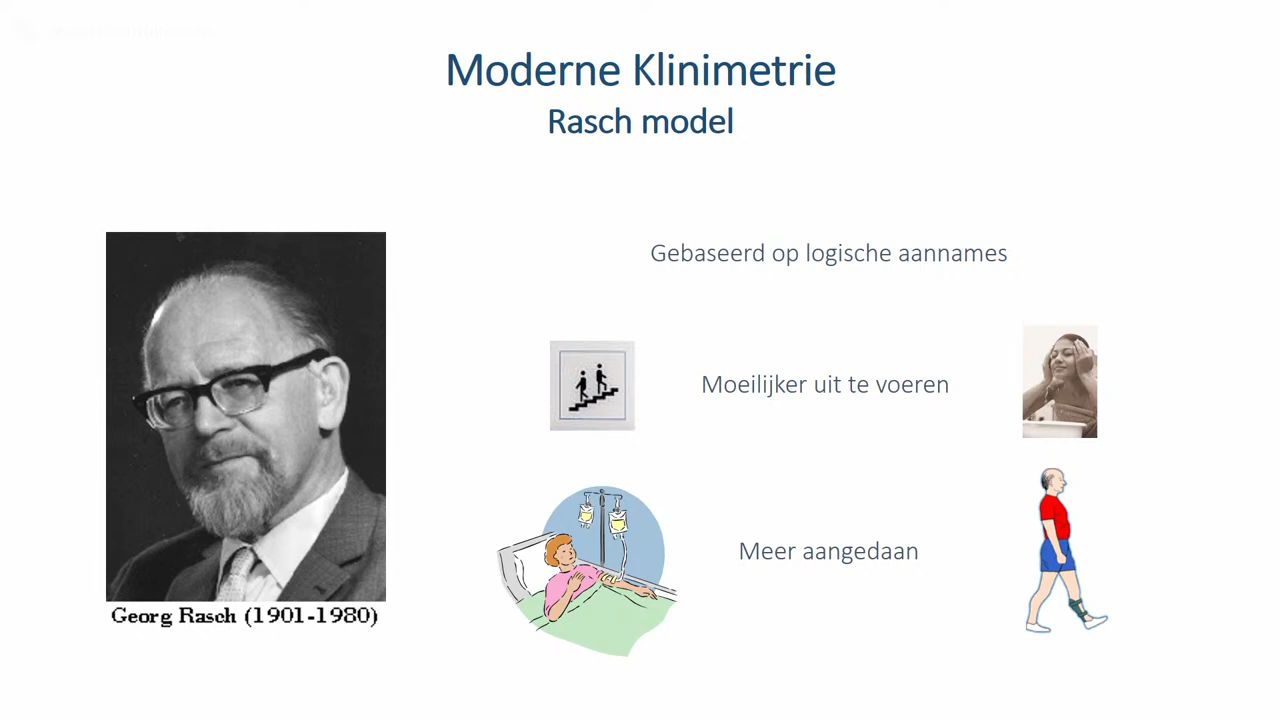 Moderne Klinimetrie
Rasch model
Gebaseerd op logische aannames
Moeilijker uit te voeren
Meer aangedaan
Georg Rasch (1901-1980)